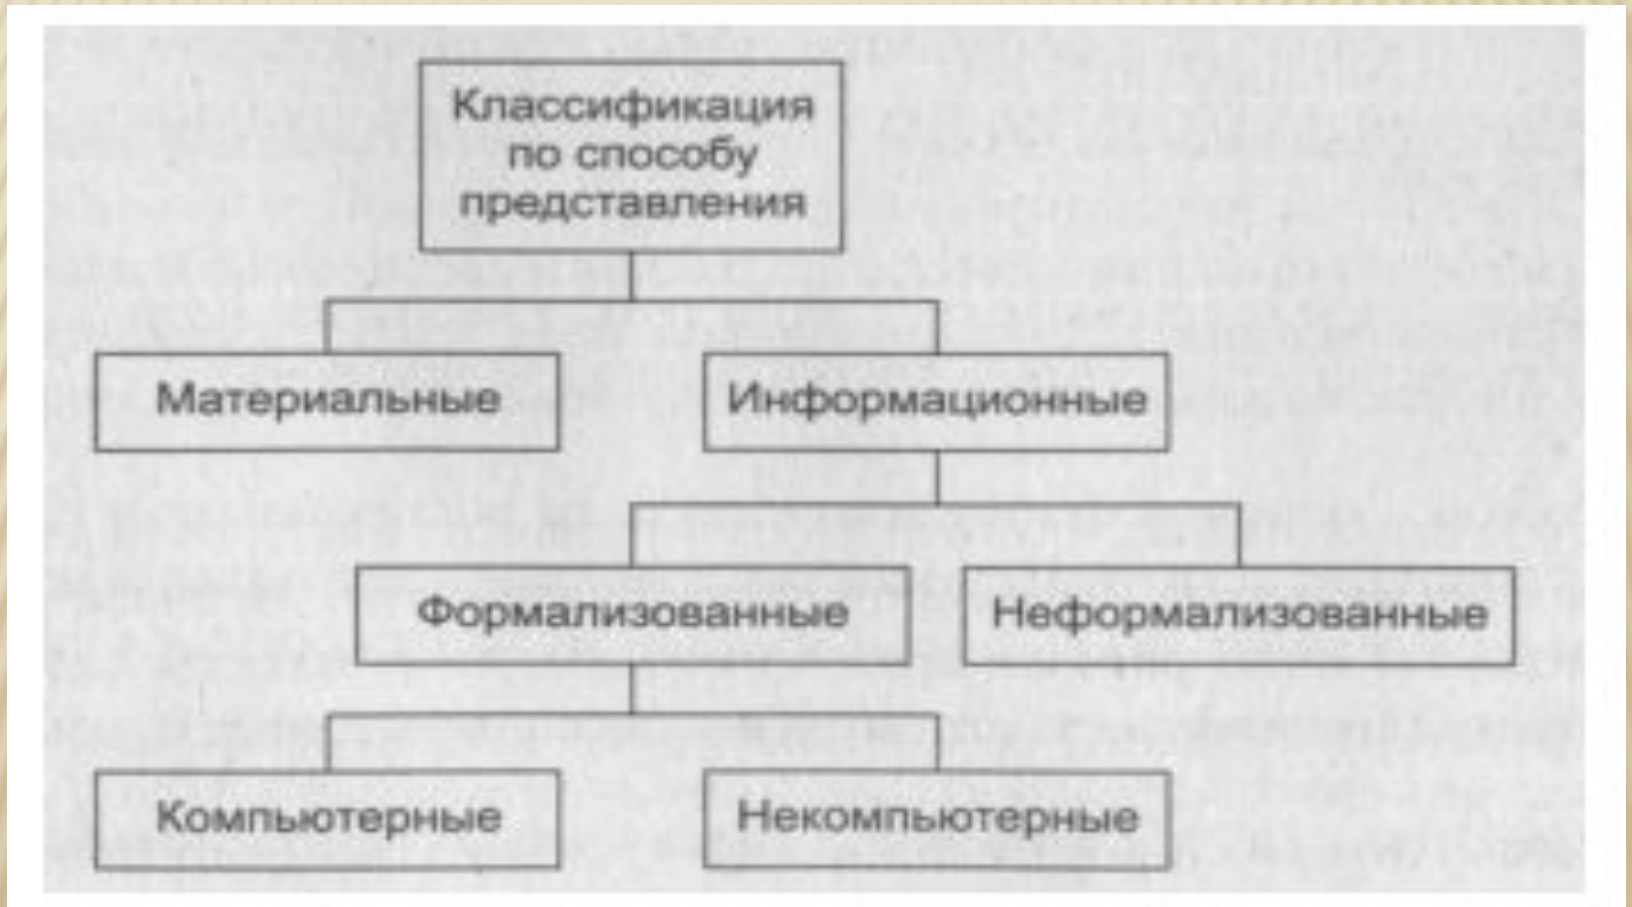 Классификация
по способу
представления
Материальные
Информационные
Формализованные
Неформализованные
Компьютерные
Некомпьютерные